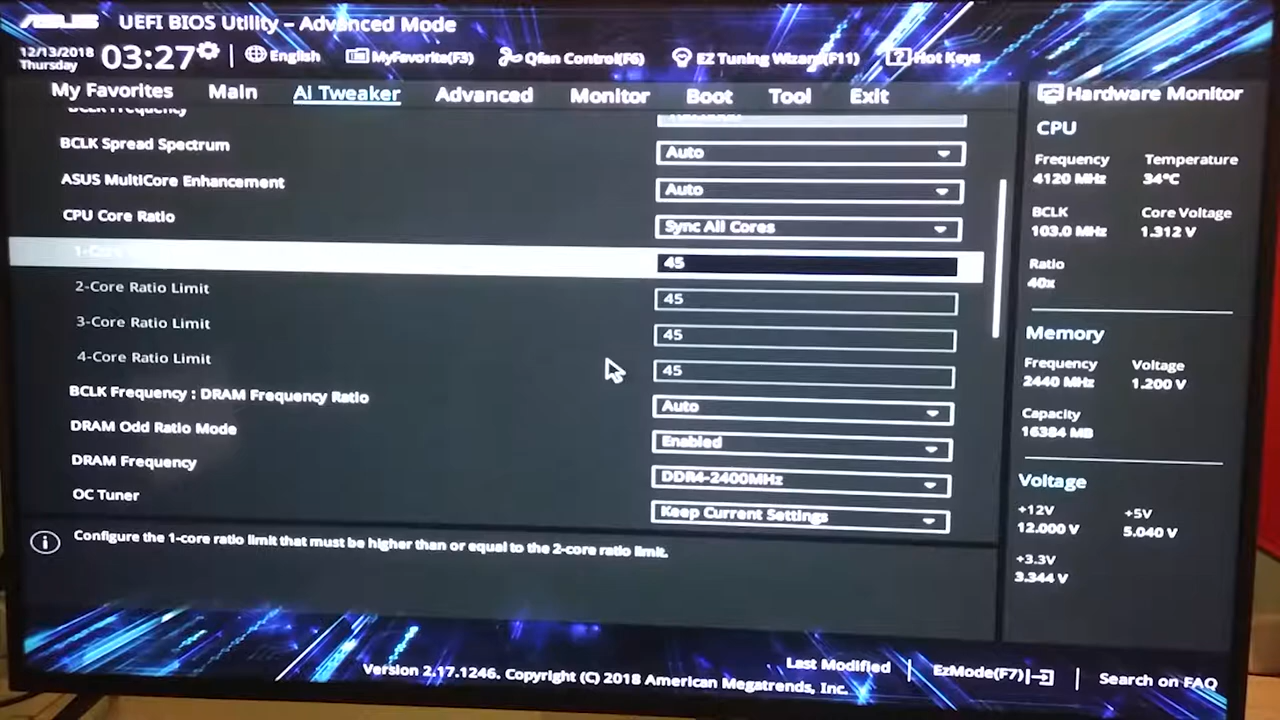 ASUS UEFI BIOS Utility – Advanced Mode
12/13/2018
Thursday
03:27
English
MyFavorite(F3)
Qfan Control(F6)
EZ Tuning Wizard(F11)
Hot Keys
My Favorites
Main
Ai Tweaker
Advanced
Monitor
Boot
Tool
Exit
BCLK Frequency
BCLK Spread Spectrum
Auto
ASUS MultiCore Enhancement
Auto
CPU Core Ratio
Sync All Cores
1-Core
45
2-Core Ratio Limit
45
3-Core Ratio Limit
45
4-Core Ratio Limit
45
BCLK Frequency : DRAM Frequency Ratio
Auto
DRAM Odd Ratio Mode
Enabled
DRAM Frequency
DDR4-2400MHz
OC Tuner
Keep Current Settings
Configure the 1-core ratio limit that must be higher than or equal to the 2-core ratio limit.
Hardware Monitor
CPU
Frequency Temperature
4120 MHz 34°C
BCLK Core Voltage
103.0 MHz 1.312 V
Ratio
40x
Memory
Frequency Voltage
2440 MHz 1.200 V
Capacity
16384 MB
Voltage
+12V +5V
12.000 V 5.040 V
+3.3V
3.344 V
Version 2.17.1246. Copyright (C) 2018 American Megatrends, Inc.
Last Modified
EzMode(F7)
Search on FAQ